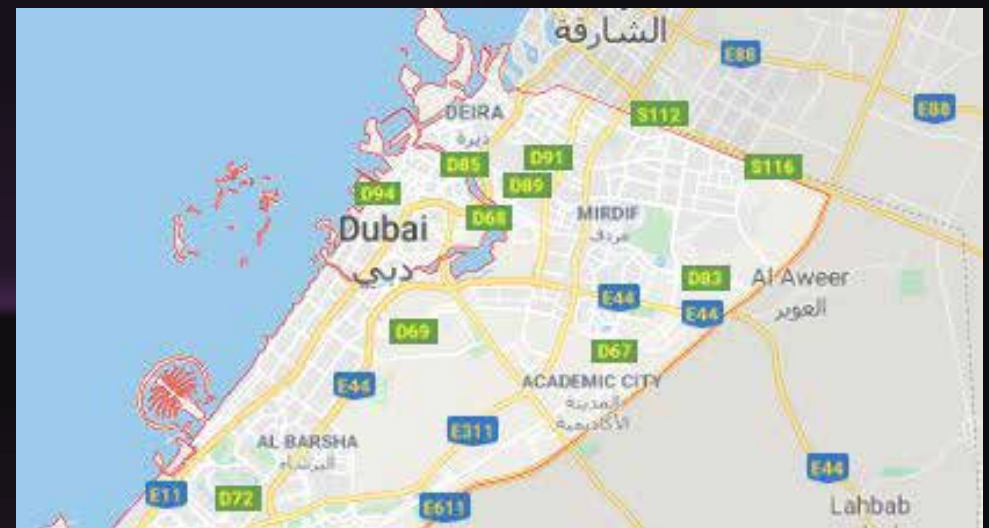 الشارقة
E88
E88
DEIRA
ديرة
S112
D85
D91
S116
D94
D89
D68
MIRDIF
مردف
Dubai
دبي
D83
Al Aweer
العوير
E44
E44
D69
D67
E44
ACADEMIC CITY
المدينة
الأكاديمية
E311
AL BARSHA
البرشاء
E44
E11
D72
E611
Lahbab